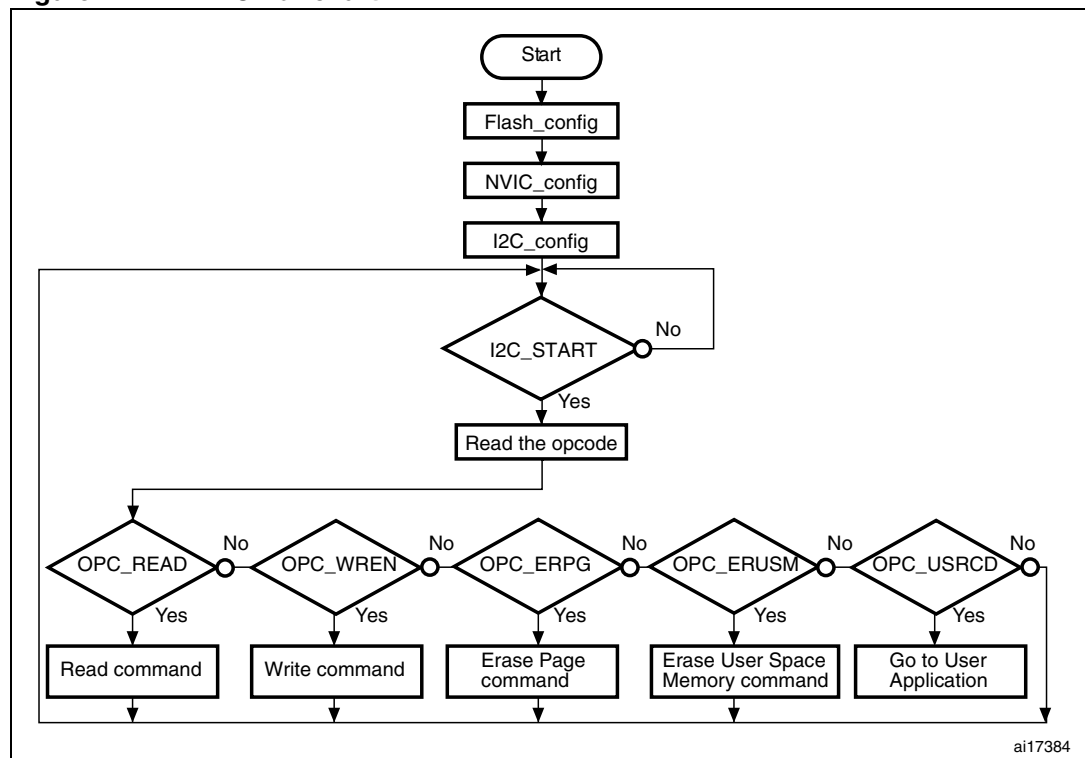 Start
Flash_config
NVIC_config
I2C_config
I2C_START
No
Yes
Read the opcode
OPC_READ
No
OPC_WREN
No
OPC_ERPG
No
OPC_ERUSM
No
OPC_USRCD
No
Yes
Yes
Yes
Yes
Yes
Read command
Write command
Erase Page
command
Erase User Space
Memory command
Go to User
Application
ai17384